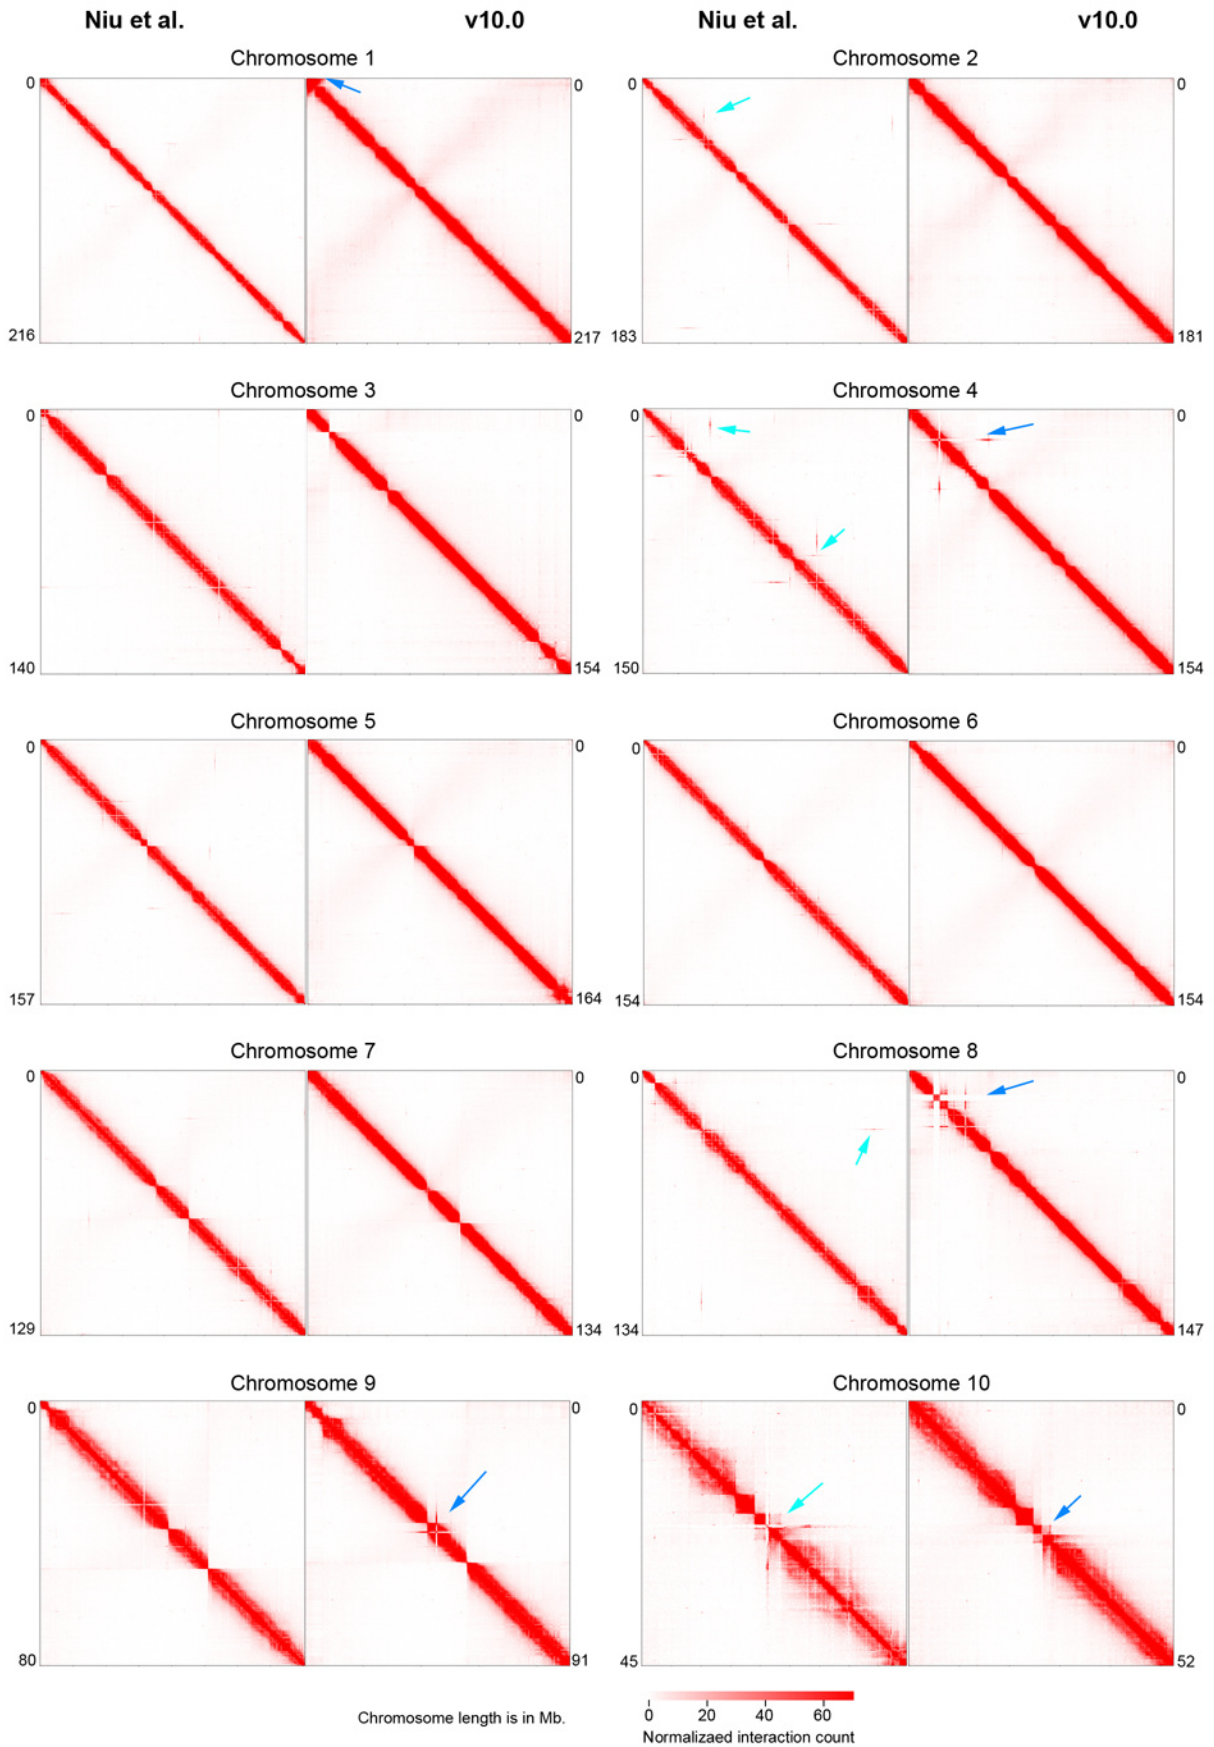 Niu et al. v10.0 Niu et al. v10.0
Chromosome 1 Chromosome 2
0 0 0 0
216 217 183 181
Chromosome 3 Chromosome 4
0 0 0 0
140 154 150 154
Chromosome 5 Chromosome 6
0 0 0 0
157 164 154 154
Chromosome 7 Chromosome 8
0 0 0 0
129 134 134 147
Chromosome 9 Chromosome 10
0 0 0 0
80 91 45 52
Chromosome length is in Mb.
0 20 40 60
Normalizaed interaction count